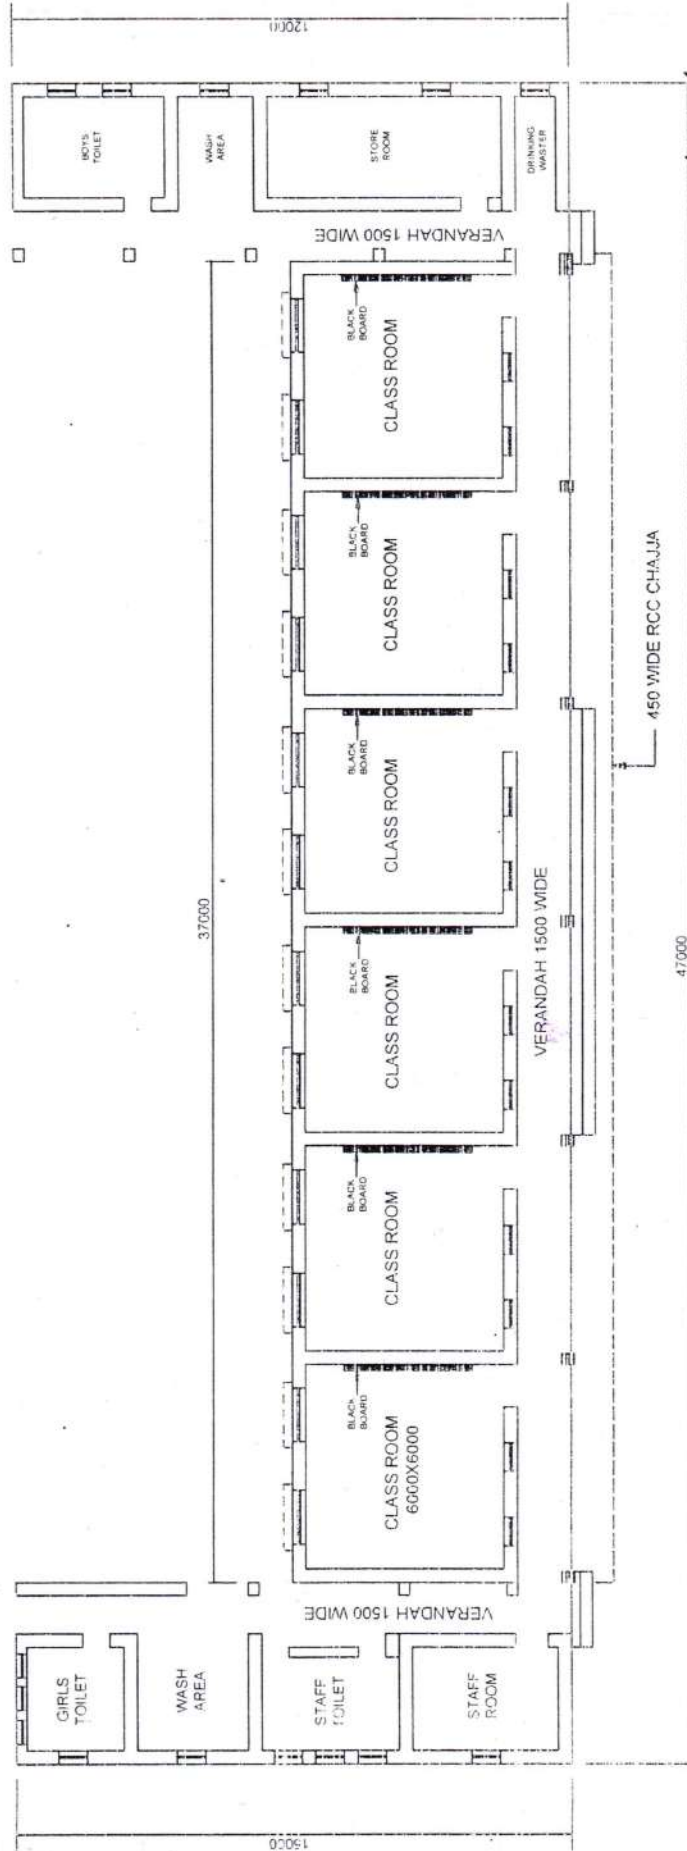 12000
BOYS
TOILET
WASH
AREA
STORE
ROOM
DRINKING
WASTER
VERANDAH 1500 WIDE
BLACK
BOARD
CLASS ROOM
BLACK
BOARD
CLASS ROOM
BLACK
BOARD
CLASS ROOM
BLACK
BOARD
CLASS ROOM
BLACK
BOARD
CLASS ROOM
BLACK
BOARD
CLASS ROOM
6000X6000
37000
VERANDAH 1500 WIDE
450 WIDE RCC CHAJJA
47000
VERANDAH 1500 WIDE
GIRLS
TOILET
WASH
AREA
STAFF
TOILET
STAFF
ROOM
15000